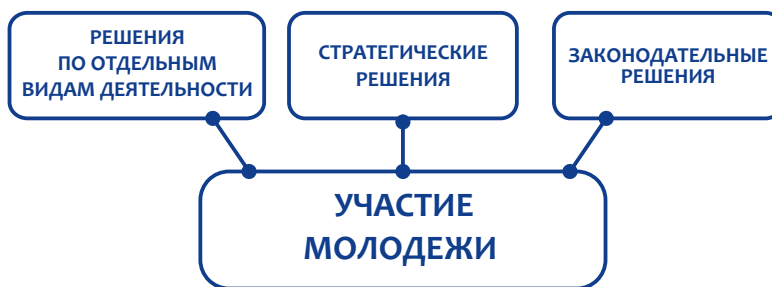 РЕШЕНИЯ
ПО ОТДЕЛЬНЫМ
ВИДАМ ДЕЯТЕЛЬНОСТИ
СТРАТЕГИЧЕСКИЕ
РЕШЕНИЯ
ЗАКОНОДАТЕЛЬНЫЕ
РЕШЕНИЯ
УЧАСТИЕ
МОЛОДЕЖИ